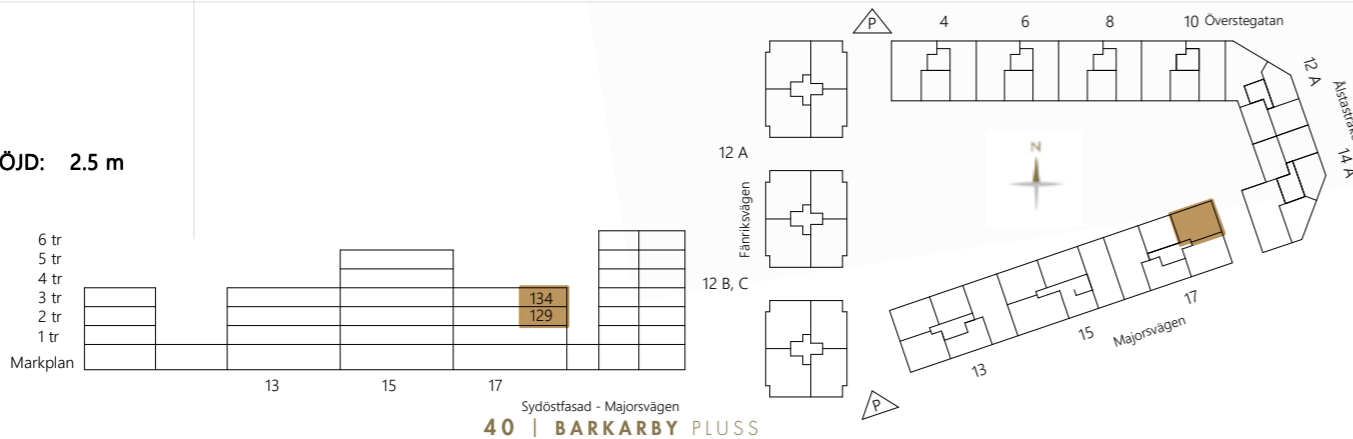 ÖJD: 2.5 m
6 tr
5 tr
4 tr
3 tr
2 tr
1 tr
Markplan
134
129
13
15
17
Sydöstfasad - Majorsvägen
P
4
6
8
10 Överstegatan
12 A
14 A
12 A
Fänriksvägen
12 B, C
N
17
15
13
Majorsvägen
P
40 | BARKARBY PLUSS